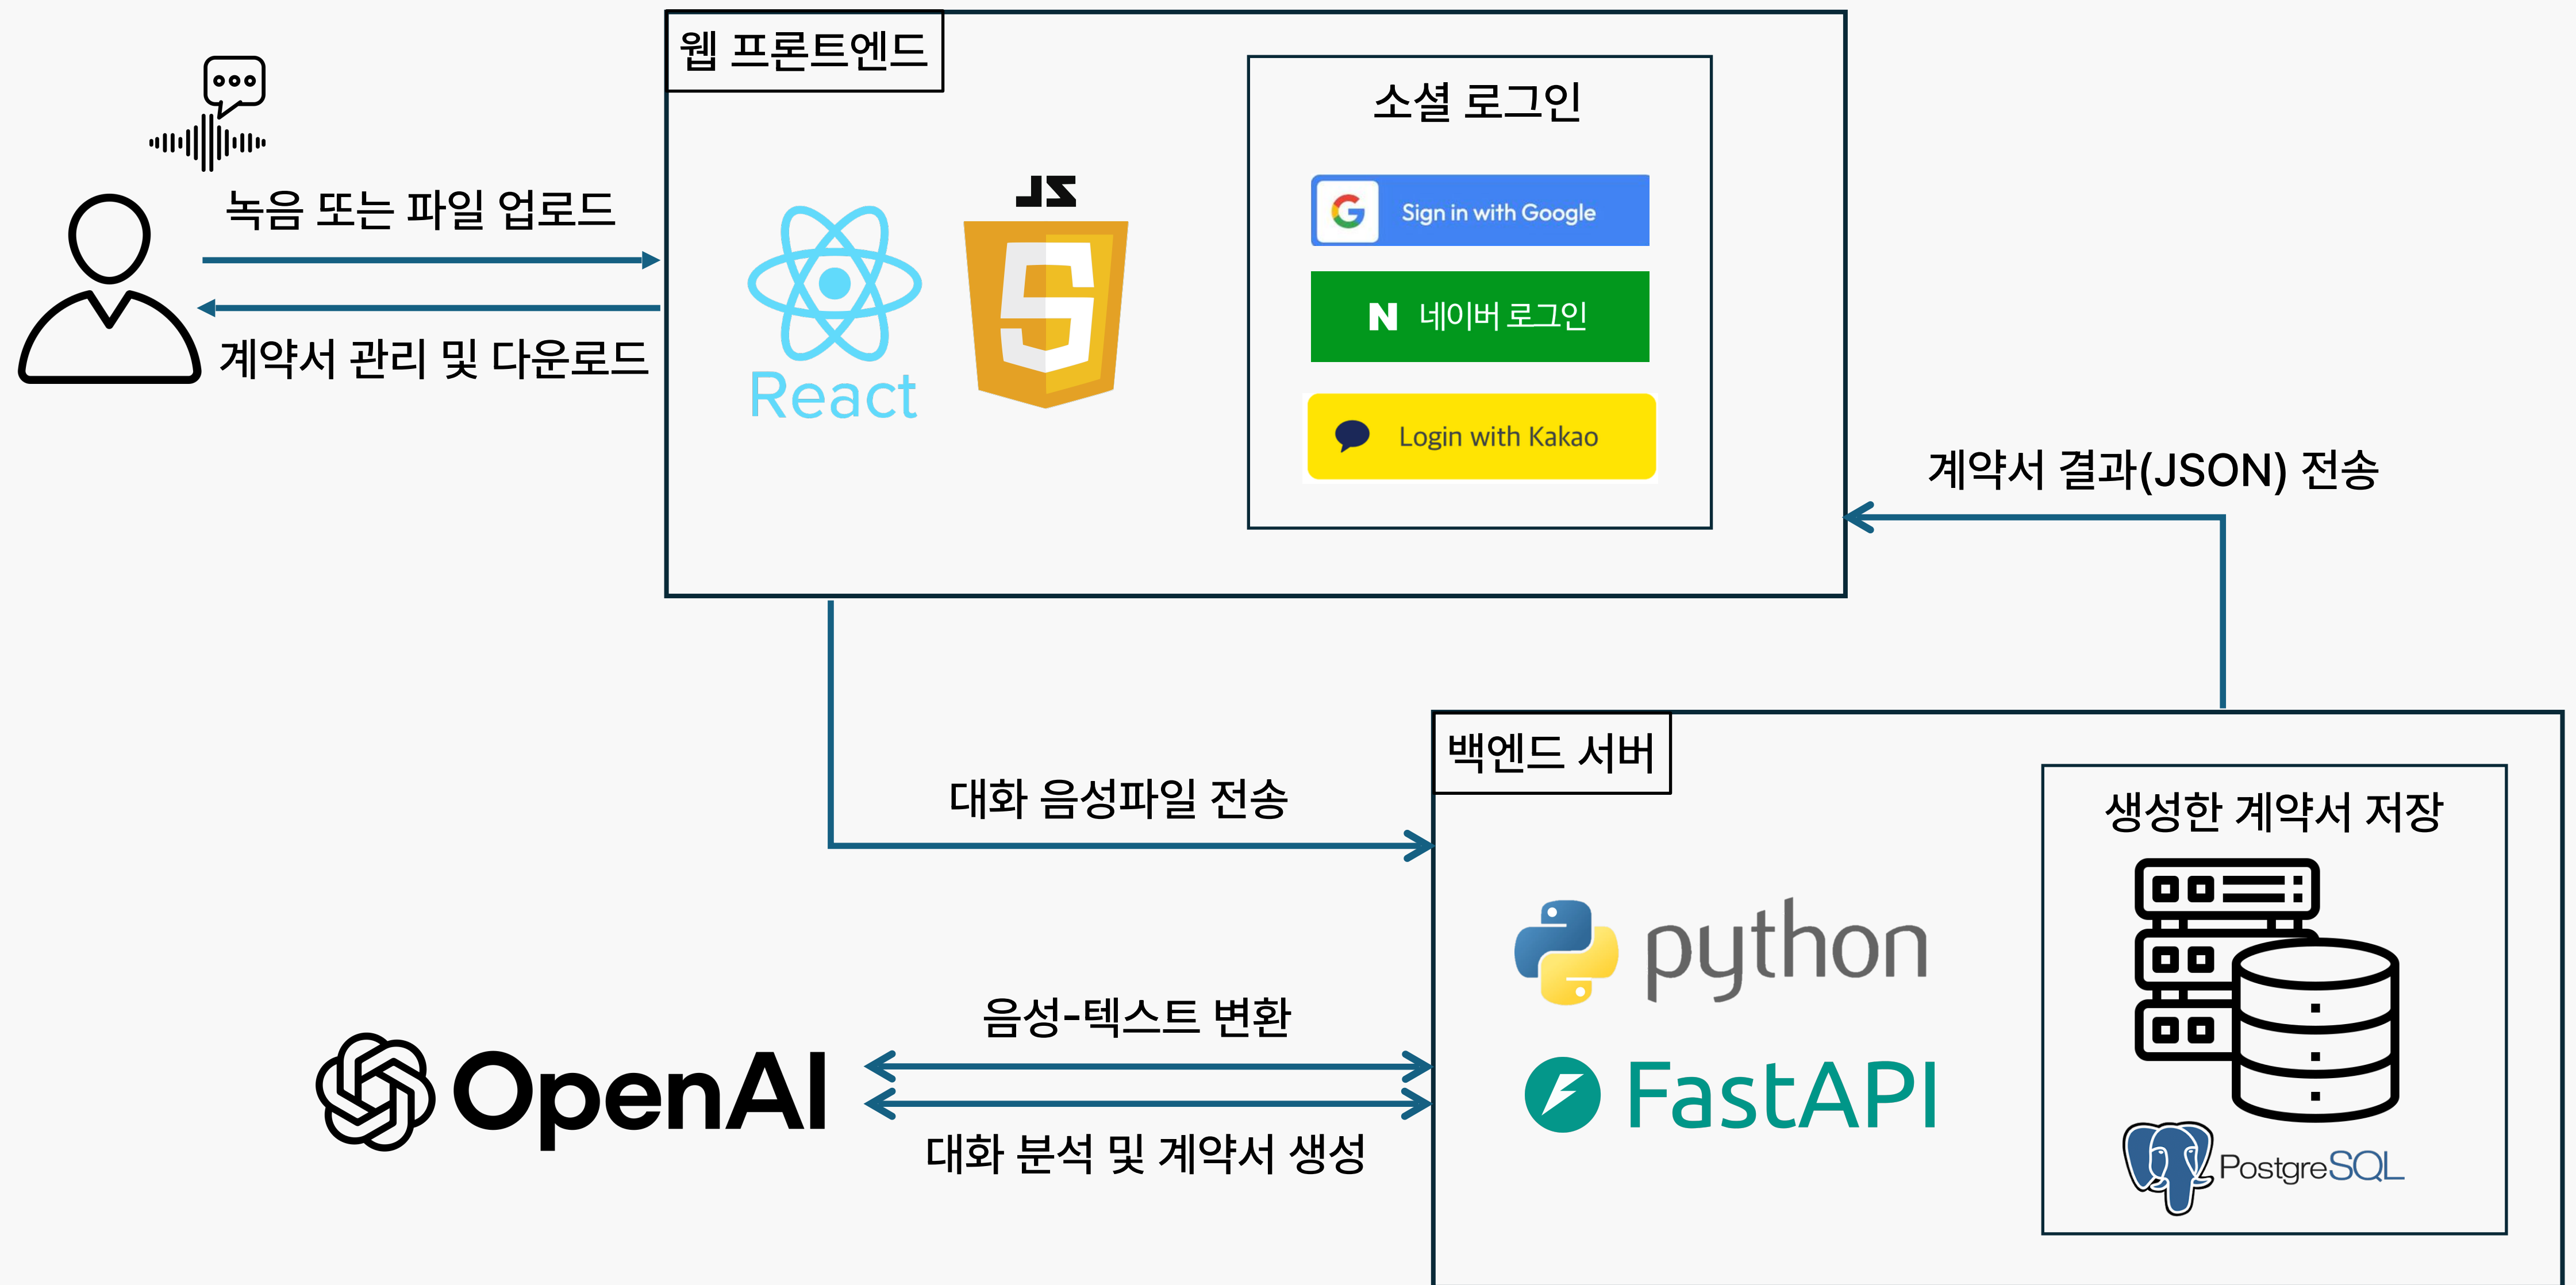 웹 프론트엔드
소셜 로그인
녹음 또는 파일 업로드
계약서 관리 및 다운로드
React
JS
Sign in with Google
N 네이버 로그인
Login with Kakao
계약서 결과(JSON) 전송
대화 음성파일 전송
백엔드 서버
생성한 계약서 저장
python
FastAPI
PostgreSQL
음성-텍스트 변환
OpenAI
대화 분석 및 계약서 생성